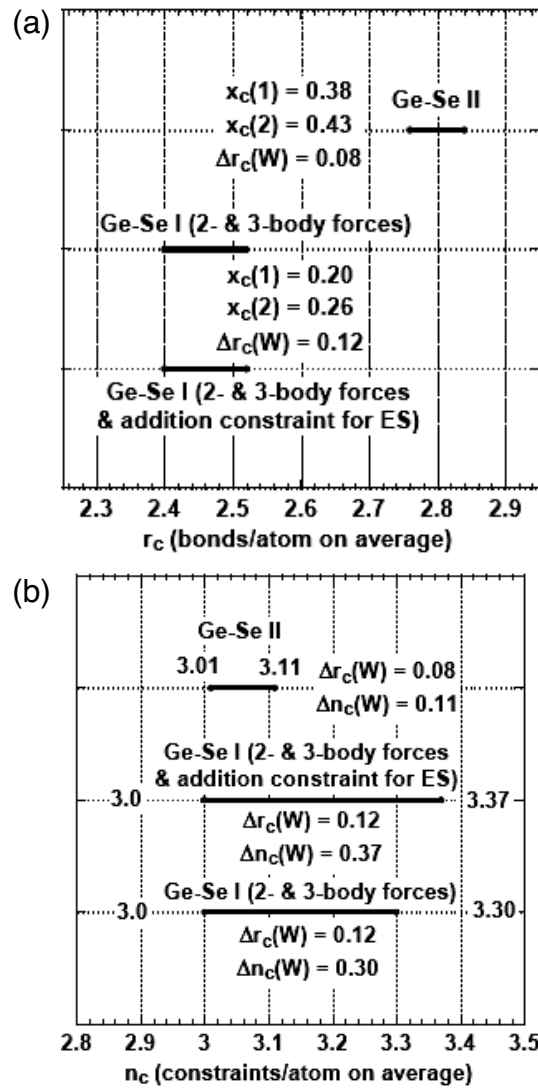 (a)
x_c(1) = 0.38
Ge-Se II
x_c(2) = 0.43
Δr_c(W) = 0.08
Ge-Se I (2- & 3-body forces)
x_c(1) = 0.20
x_c(2) = 0.26
Δr_c(W) = 0.12
Ge-Se I (2- & 3-body forces
& addition constraint for ES)
2.3 2.4 2.5 2.6 2.7 2.8 2.9
r_c (bonds/atom on average)
(b)
Ge-Se II
3.01 3.11
Δr_c(W) = 0.08
Δn_c(W) = 0.11
Ge-Se I (2- & 3-body forces
& addition constraint for ES)
3.0 3.37
Δr_c(W) = 0.12
Δn_c(W) = 0.37
Ge-Se I (2- & 3-body forces)
3.0 3.30
Δr_c(W) = 0.12
Δn_c(W) = 0.30
2.8 2.9 3 3.1 3.2 3.3 3.4 3.5
n_c (constraints/atom on average)